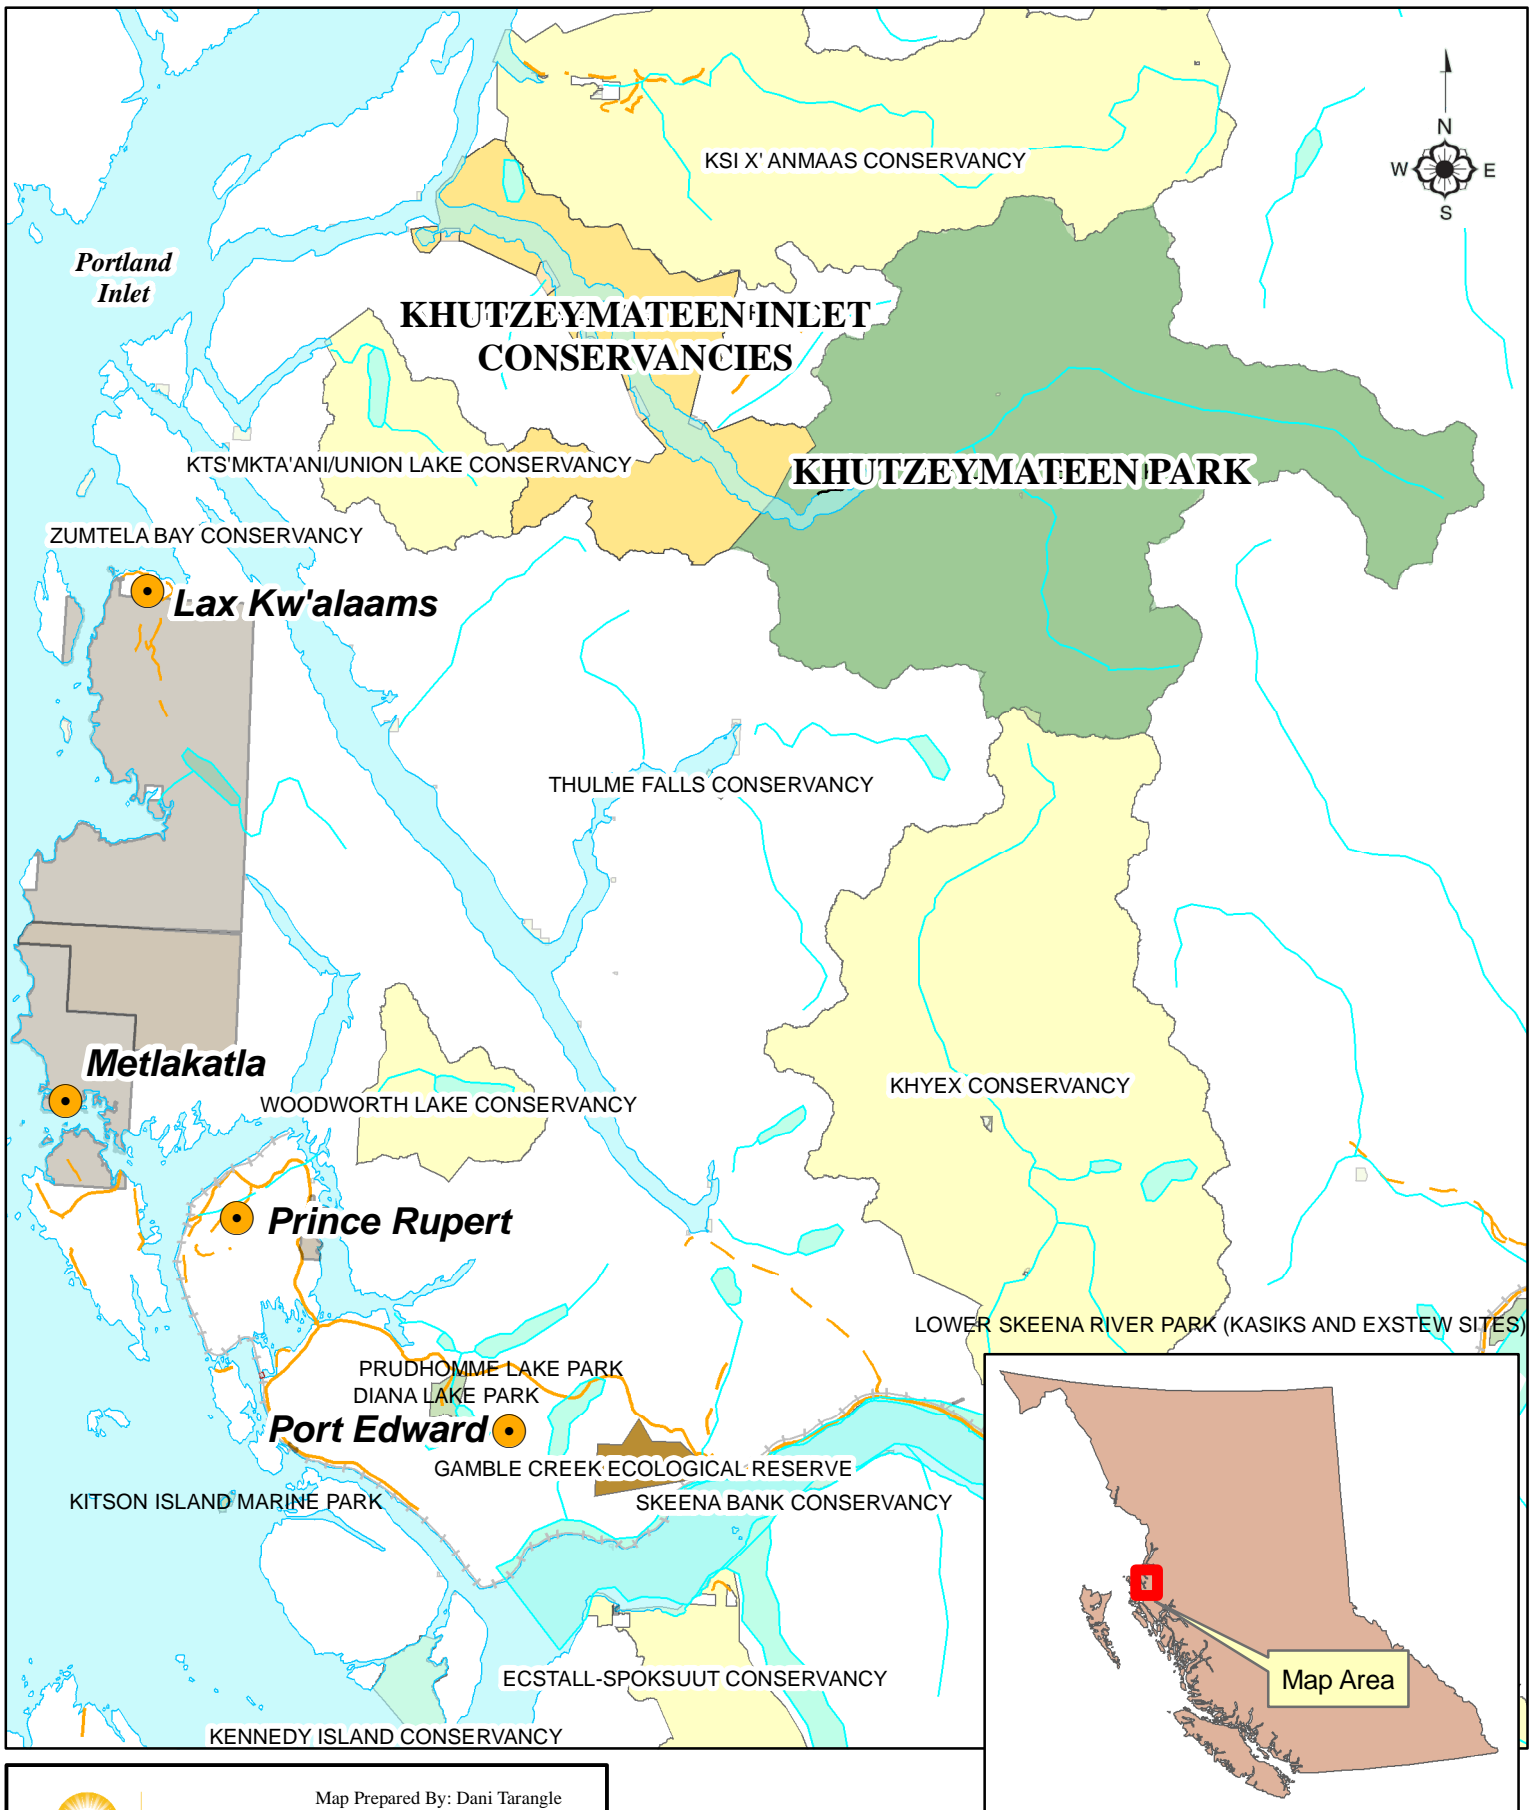 KSI X' ANMAAS CONSERVANCY
N
W
E
S
Portland
Inlet
KHUTZEYMATEEN INLET
CONSERVANCIES
KTS'MKTA'ANI/UNION LAKE CONSERVANCY
KHUTZEYMATEEN PARK
ZUMTELA BAY CONSERVANCY
Lax Kw'alaams
THULME FALLS CONSERVANCY
Metlakatla
KHYEX CONSERVANCY
WOODWORTH LAKE CONSERVANCY
Prince Rupert
LOWER SKEENA RIVER PARK (KASIKS AND EXSTEW SITES)
PRUDHOMME LAKE PARK
DIANA LAKE PARK
Port Edward
GAMBLE CREEK ECOLOGICAL RESERVE
KITSON ISLAND MARINE PARK
SKEENA BANK CONSERVANCY
ECSTALL-SPOKSUUT CONSERVANCY
Map Area
KENNEDY ISLAND CONSERVANCY
Map Prepared By: Dani Tarangle